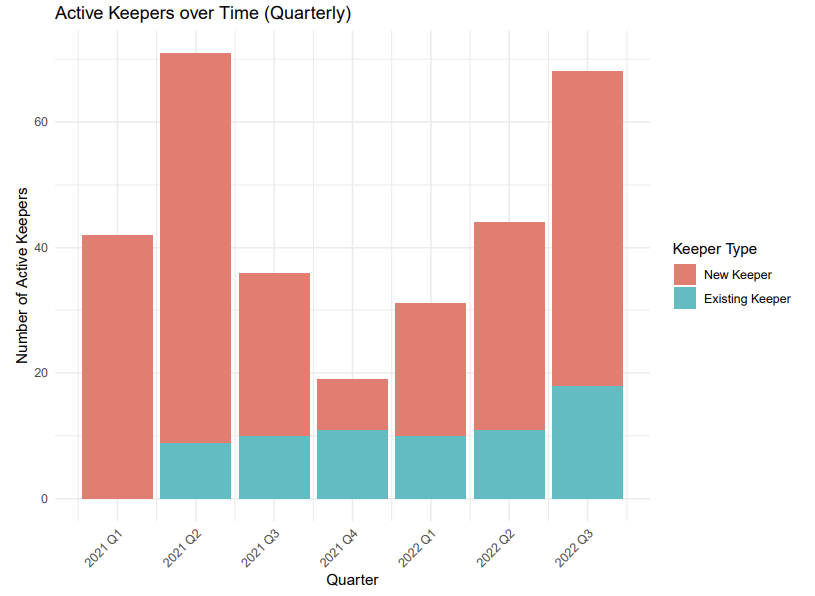 Active Keepers over Time (Quarterly)
Number of Active Keepers
60
40
20
0
2021 Q1
2021 Q2
2021 Q3
2021 Q4
2022 Q1
2022 Q2
2022 Q3
Quarter
Keeper Type
New Keeper
Existing Keeper